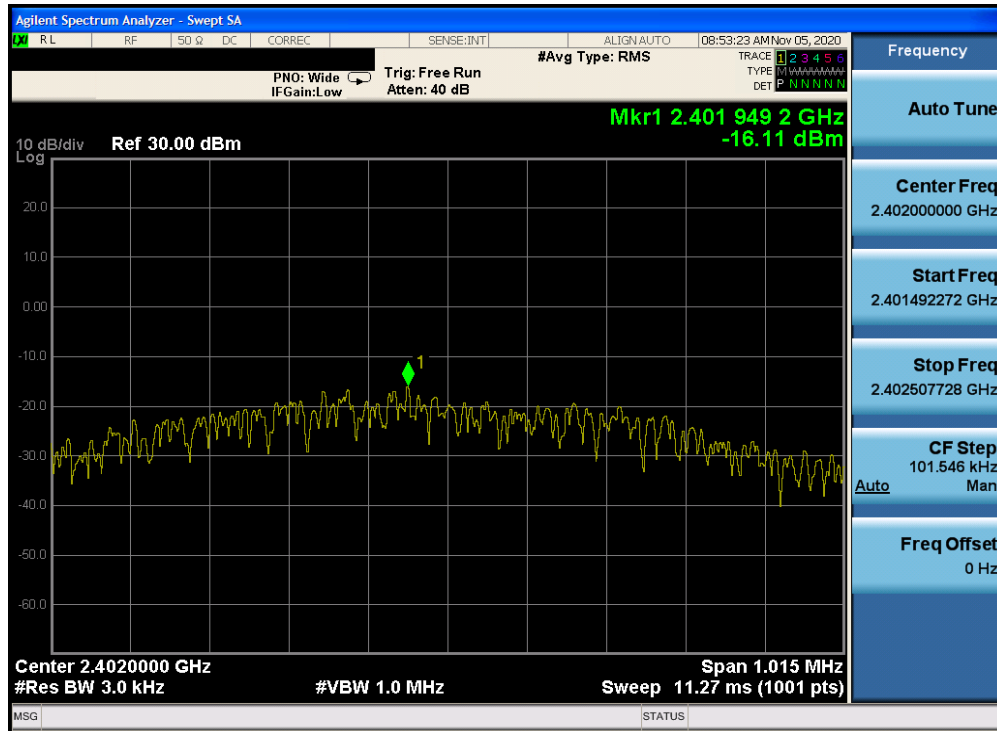 Agilent Spectrum Analyzer - Swept SA
LXI RL RF 50 Ω DC CORREC SENSE:INT ALIGN AUTO 08:53:23 AM Nov 05, 2020
Frequency
#Avg Type: RMS
TRACE 1 2 3 4 5 6
PNO: Wide
Trig: Free Run
TYPE M WWWWW
IFGain:Low
Atten: 40 dB
DET P N N N N N
Auto Tune
Mkr1 2.401 949 2 GHz
-16.11 dBm
10 dB/div
Ref 30.00 dBm
Log
20.0
10.0
0.00
-10.0
-20.0
-30.0
-40.0
-50.0
-60.0
1
Center Freq
2.402000000 GHz
Start Freq
2.401492272 GHz
Stop Freq
2.402507728 GHz
CF Step
101.546 kHz
Auto Man
Freq Offset
0 Hz
Center 2.4020000 GHz
Span 1.015 MHz
#Res BW 3.0 kHz
#VBW 1.0 MHz
Sweep 11.27 ms (1001 pts)
MSG
STATUS